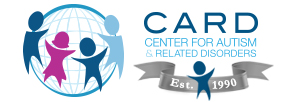 CARD
CENTER FOR AUTISM
& RELATED DISORDERS
Est. 1990